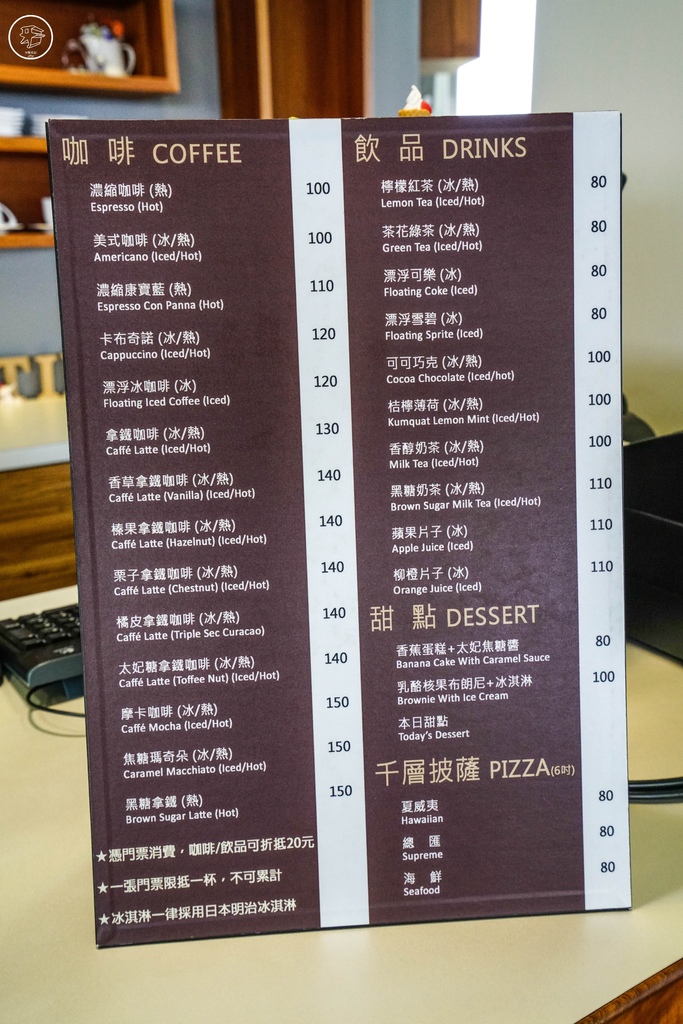 咖 啡 COFFEE
濃縮咖啡 (熱) 100
Espresso (Hot)
美式咖啡 (冰/熱) 100
Americano (Iced/Hot)
濃縮康寶藍 (熱) 110
Espresso Con Panna (Hot)
卡布奇諾 (冰/熱) 120
Cappuccino (Iced/Hot)
漂浮冰咖啡 (冰) 120
Floating Iced Coffee (Iced)
拿鐵咖啡 (冰/熱) 130
Caffé Latte (Iced/Hot)
香草拿鐵咖啡 (冰/熱) 140
Caffé Latte (Vanilla) (Iced/Hot)
榛果拿鐵咖啡 (冰/熱) 140
Caffé Latte (Hazelnut) (Iced/Hot)
栗子拿鐵咖啡 (冰/熱) 140
Caffé Latte (Chestnut) (Iced/Hot)
橘皮拿鐵咖啡 (冰/熱) 140
Caffé Latte (Triple Sec Curacao)
太妃糖拿鐵咖啡 (冰/熱) 140
Caffé Latte (Toffee Nut) (Iced/Hot)
摩卡咖啡 (冰/熱) 150
Caffé Mocha (Iced/Hot)
焦糖瑪奇朵 (冰/熱) 150
Caramel Macchiato (Iced/Hot)
黑糖拿鐵 (熱) 150
Brown Sugar Latte (Hot)
★憑門票消費，咖啡/飲品可折抵20元
★一張門票限抵一杯，不可累計
★冰淇淋一律採用日本明治冰淇淋
飲 品 DRINKS
檸檬紅茶 (冰/熱) 80
Lemon Tea (Iced/Hot)
茶花綠茶 (冰/熱) 80
Green Tea (Iced/Hot)
漂浮可樂 (冰) 80
Floating Coke (Iced)
漂浮雪碧 (冰) 80
Floating Sprite (Iced)
可可巧克 (冰/熱) 100
Cocoa Chocolate (Iced/hot)
桔檸薄荷 (冰/熱) 100
Kumquat Lemon Mint (Iced/Hot)
香醇奶茶 (冰/熱) 100
Milk Tea (Iced/Hot)
黑糖奶茶 (冰/熱) 110
Brown Sugar Milk Tea (Iced/Hot)
蘋果片子 (冰) 110
Apple Juice (Iced)
柳橙片子 (冰) 110
Orange Juice (Iced)
甜 點 DESSERT
香蕉蛋糕+太妃焦糖醬 80
Banana Cake With Caramel Sauce
乳酪核果布朗尼+冰淇淋 100
Brownie With Ice Cream
本日甜點
Today's Dessert
千層披薩 PIZZA(6吋)
夏威夷 80
Hawaiian
總 匯 80
Supreme
海 鮮 80
Seafood